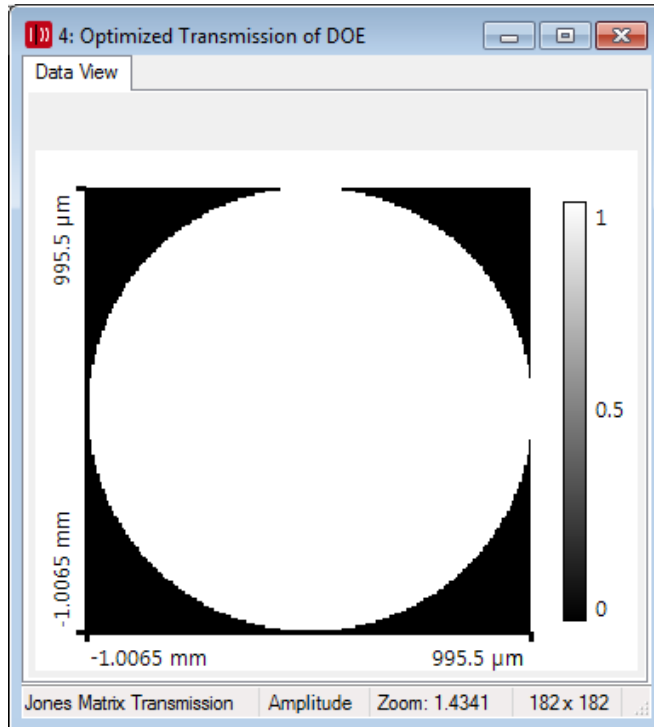 4: Optimized Transmission of DOE
Data View
995.5 µm
-1.0065 mm
1
0.5
0
-1.0065 mm 995.5 µm
Jones Matrix Transmission Amplitude Zoom: 1.4341 182 x 182